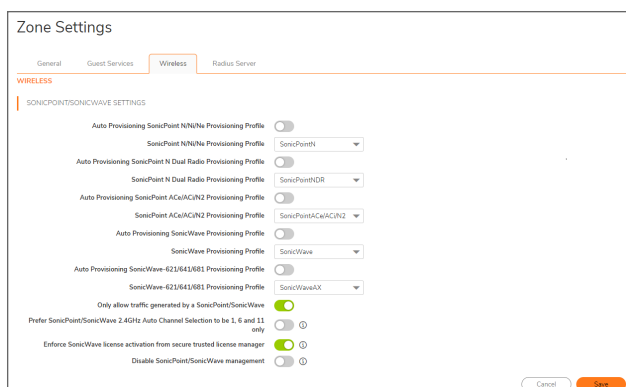 Zone Settings
General Guest Services Wireless Radius Server
WIRELESS
SONICPOINT/SONICWAVE SETTINGS
Auto Provisioning SonicPoint N/Ni/Ne Provisioning Profile
SonicPoint N/Ni/Ne Provisioning Profile SonicPointN
Auto Provisioning SonicPoint N Dual Radio Provisioning Profile
SonicPoint N Dual Radio Provisioning Profile SonicPointNDR
Auto Provisioning SonicPoint ACe/ACi/N2 Provisioning Profile
SonicPoint ACe/ACi/N2 Provisioning Profile SonicPointACe/ACi/N2
Auto Provisioning SonicWave Provisioning Profile
SonicWave Provisioning Profile SonicWave
Auto Provisioning SonicWave-621/641/681 Provisioning Profile
SonicWave-621/641/681 Provisioning Profile SonicWaveAX
Only allow traffic generated by a SonicPoint/SonicWave
Prefer SonicPoint/SonicWave 2.4GHz Auto Channel Selection to be 1, 6 and 11
only
Enforce SonicWave license activation from secure trusted license manager
Disable SonicPoint/SonicWave management
Cancel Save